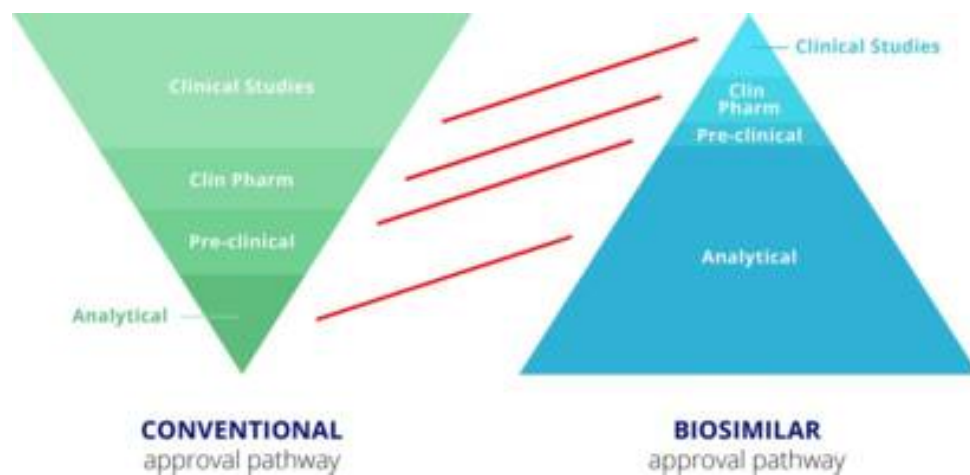 Clinical Studies
Clin Pharm
Pre-clinical
Analytical
CONVENTIONAL
approval pathway
Clinical Studies
Clin
Pharm
Pre-clinical
Analytical
BIOSIMILAR
approval pathway